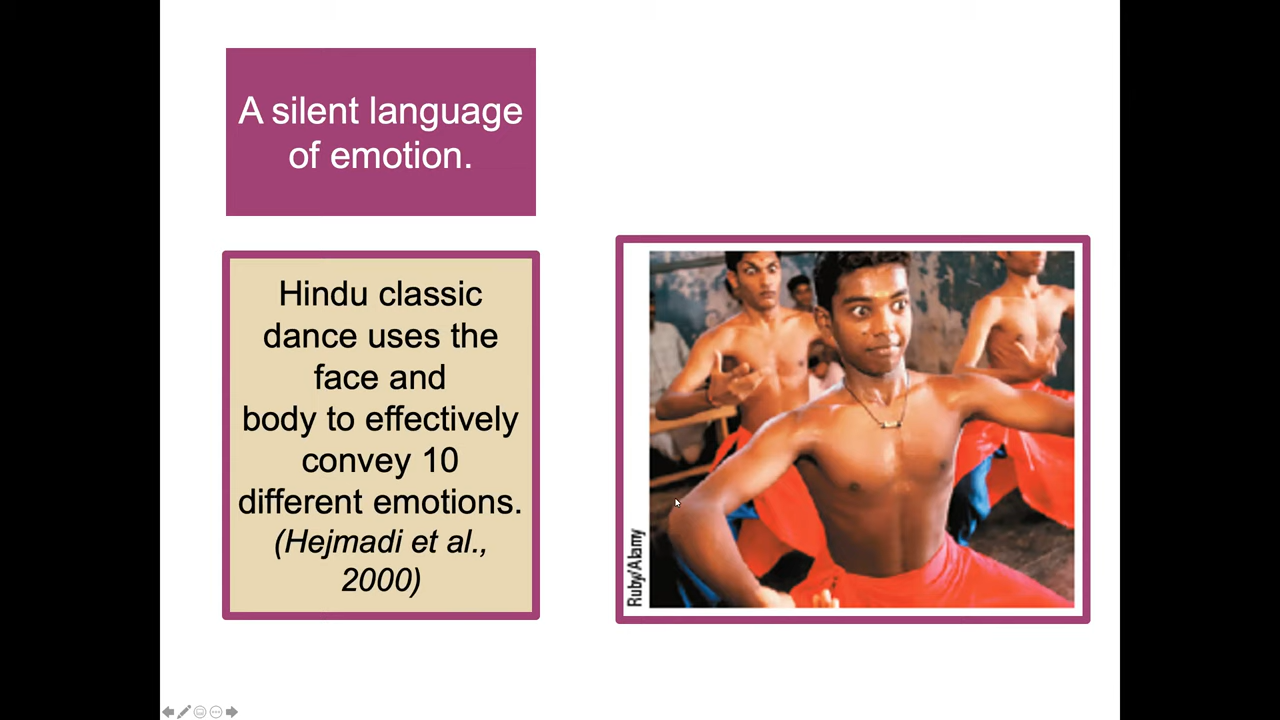 A silent language
of emotion.
Hindu classic
dance uses the
face and
body to effectively
convey 10
different emotions.
(Hejmadi et al.,
2000)
Ruby/Alamy